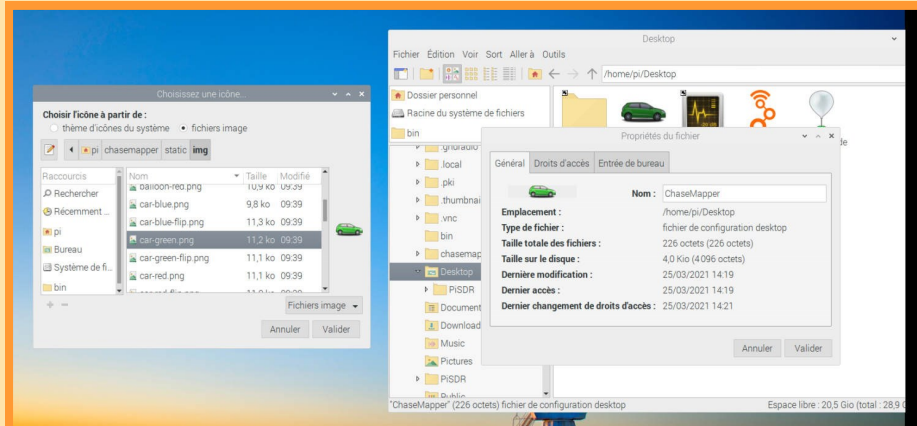 Choisissez une icône...
Choisir l'icône à partir de :
thème d'icônes du système
fichiers image
pi chasemapper static img
Raccourcis
Rechercher
Récemment ...
pi
Bureau
Système de fi...
bin
Nom Taille Modifié
balloon-red.png 10,9 ko 09:39
car-blue.png 9,8 ko 09:39
car-blue-flip.png 11,3 ko 09:39
car-green.png 11,2 ko 09:39
car-green-flip.png 11,1 ko 09:39
car-red.png 11,1 ko 09:39
Fichiers image
Annuler Valider
Desktop
Fichier Édition Voir Sort Aller à Outils
/home/pi/Desktop
Dossier personnel
Racine du système de fichiers
bin
.local
.pki
.thumbnai
.vnc
bin
chasemap
Desktop
PiSDR
Document
Download
Music
Pictures
PiSDR
Public
Propriétés du fichier
Général Droits d'accès Entrée de bureau
Nom : ChaseMapper
Emplacement : /home/pi/Desktop
Type de fichier : fichier de configuration desktop
Taille totale des fichiers : 226 octets (226 octets)
Taille sur le disque : 4,0 Kio (4 096 octets)
Dernière modification : 25/03/2021 14:19
Dernier accès : 25/03/2021 14:19
Dernier changement de droits d'accès : 25/03/2021 14:21
Annuler Valider
"ChaseMapper" (226 octets) fichier de configuration desktop
Espace libre : 20,5 Gio (total : 28,9 G